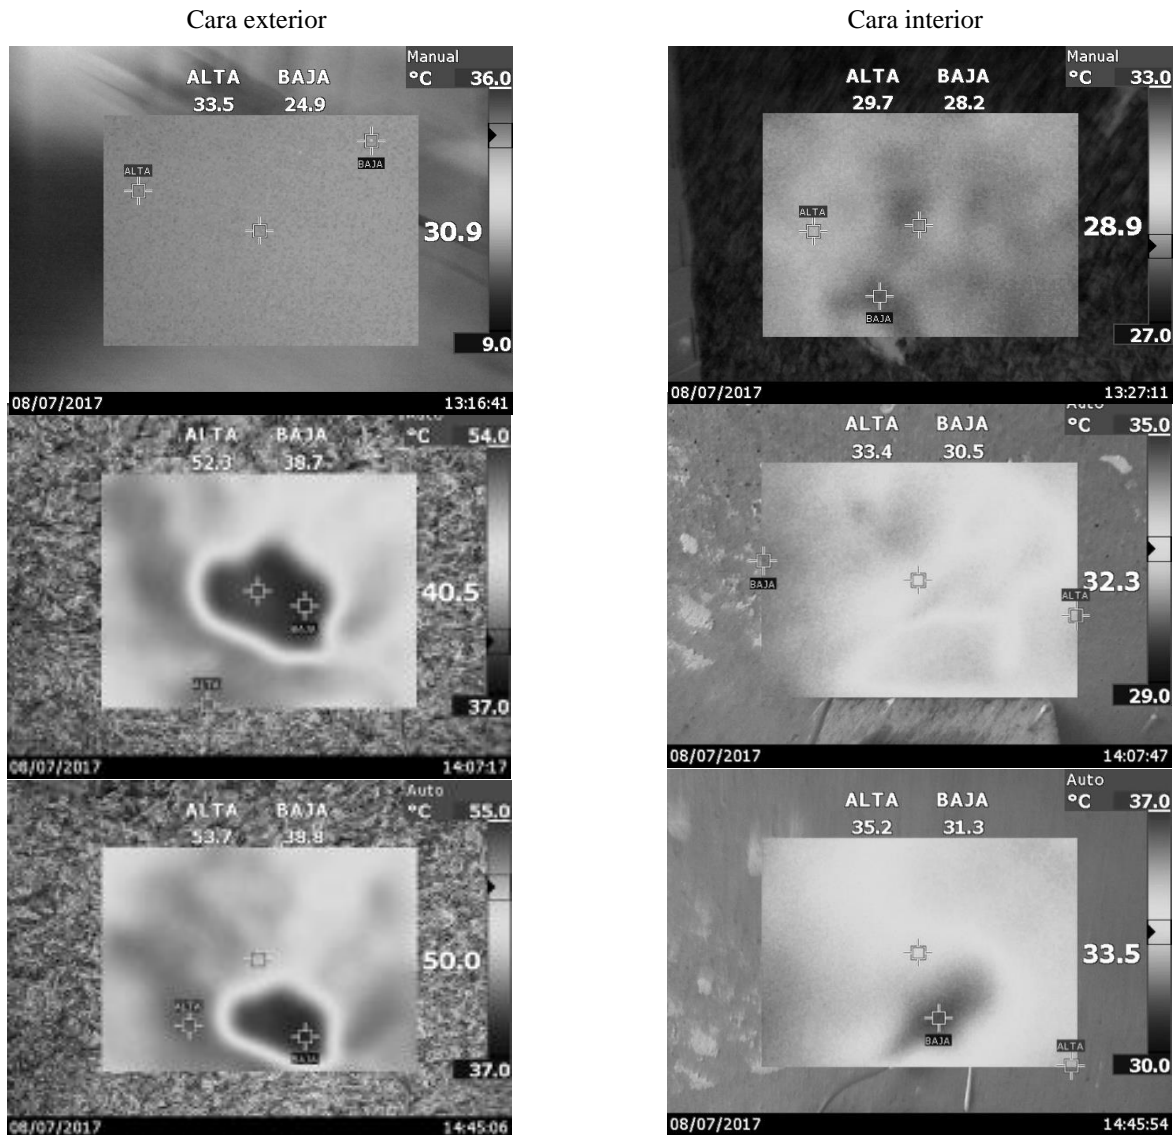 Cara exterior
Cara interior
Manual
ALTA BAJA °C 36.0
33.5 24.9
BAJA
ALTA
30.9
9.0
08/07/2017 13:16:41
Manual
ALTA BAJA °C 33.0
29.7 28.2
ALTA
28.9
BAJA
27.0
08/07/2017 13:27:11
Auto
ALTA BAJA °C 54.0
52.3 38.7
40.5
BAJA
ALTA
37.0
08/07/2017 14:07:17
Auto
ALTA BAJA °C 35.0
33.4 30.5
BAJA
32.3
ALTA
29.0
08/07/2017 14:07:47
Auto
ALTA BAJA °C 55.0
53.7 38.8
50.0
ALTA
BAJA
37.0
08/07/2017 14:45:06
Auto
ALTA BAJA °C 37.0
35.2 31.3
33.5
BAJA
ALTA
30.0
08/07/2017 14:45:54